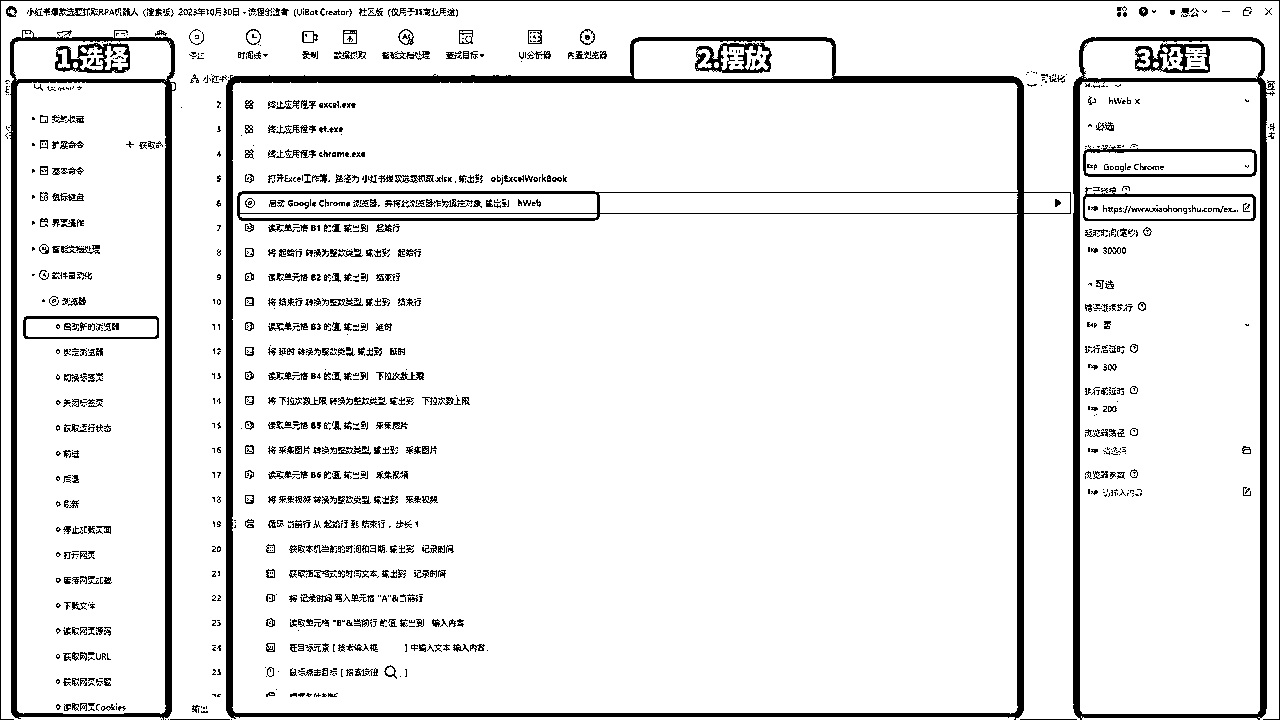 小红书爆款选题抓取RPA机器人（搜索板）2023年10月30日 - 流程创造者（UiBot Creator） 社区版（仅用于非商业用途）
停止
时间线
录制
数据抓取
智能文档处理
查找目标
UI分析器
内置浏览器
1.选择
2.摆放
3.设置
小红书
可视化
我的收藏
扩展命令
+ 获取命
基本命令
鼠标键盘
界面操作
智能文档处理
软件自动化
浏览器
启动新的浏览器
绑定浏览器
切换标签页
关闭标签页
获取运行状态
前进
后退
刷新
停止加载页面
打开网页
等待网页加载
下载文件
读取网页源码
获取网页URL
获取网页标题
读取网页Cookies
2 终止应用程序 excel.exe
3 终止应用程序 et.exe
4 终止应用程序 chrome.exe
5 打开Excel工作簿，路径为 小红书爆款选题抓取.xlsx，输出到 objExcelWorkBook
6 启动 Google Chrome 浏览器，并将此浏览器作为操作对象, 输出到 hWeb
7 读取单元格 B1 的值, 输出到 起始行
8 将 起始行 转换为整数类型, 输出到 起始行
9 读取单元格 B2 的值, 输出到 结束行
10 将 结束行 转换为整数类型, 输出到 结束行
11 读取单元格 B3 的值, 输出到 延时
12 将 延时 转换为整数类型, 输出到 延时
13 读取单元格 B4 的值, 输出到 下拉次数上限
14 将 下拉次数上限 转换为整数类型, 输出到 下拉次数上限
15 读取单元格 B5 的值, 输出到 采集图片
16 将 采集图片 转换为整数类型, 输出到 采集图片
17 读取单元格 B6 的值, 输出到 采集视频
18 将 采集视频 转换为整数类型, 输出到 采集视频
19 循环 当前行 从 起始行 到 结束行，步长 1
20 获取本机当前的时间和日期, 输出到 记录时间
21 获取指定格式的时间文本, 输出到 记录时间
22 将 记录时间 写入单元格 "A"&当前行
23 读取单元格 "B"&当前行 的值, 输出到 输入内容
24 在目标元素 [ 搜索输入框 ] 中输入文本 输入内容
25 鼠标点击目标 [ 搜索按钮 ]
输出
hWeb x
必选
Exp Google Chrome
打开链接
Exp https://www.xiaohongshu.com/ex...
超时时间(毫秒)
Exp 30000
可选
错误继续执行
Exp 否
执行后延时
Exp 300
执行前延时
Exp 200
浏览器路径
Exp 请选择
浏览器参数
Exp 请输入内容